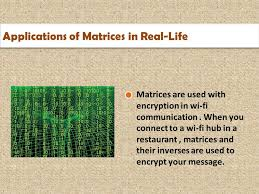 Applications of Matrices in Real-Life
Matrices are used with
encryption in wi-fi
communication . When you
connect to a wi-fi hub in a
restaurant , matrices and
their inverses are used to
encrypt your message.